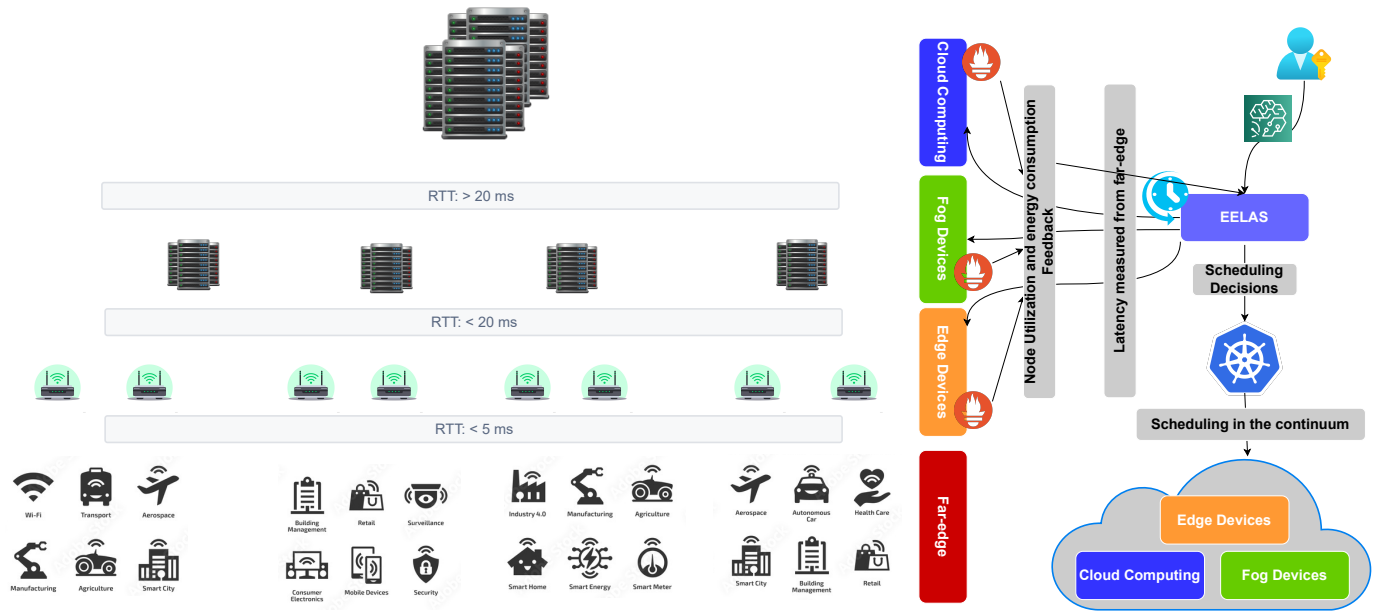 RTT: > 20 ms
RTT: < 20 ms
RTT: < 5 ms
Wi-Fi
Transport
Aerospace
Manufacturing
Agriculture
Smart City
Building
Management
Retail
Surveillance
Consumer
Electronics
Mobile Devices
Security
Industry 4.0
Manufacturing
Agriculture
Smart Home
Smart Energy
Smart Meter
Aerospace
Autonomous
Car
Health Care
Smart City
Building
Management
Retail
Cloud Computing
Fog Devices
Edge Devices
Far-edge
Node Utilization and energy consumption
Feedback
Latency measured from far-edge
EELAS
Scheduling
Decisions
Scheduling in the continuum
Edge Devices
Cloud Computing
Fog Devices